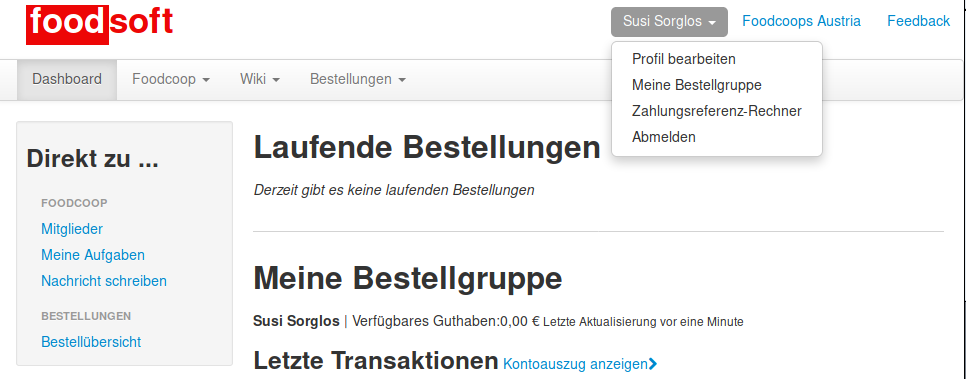 foodsoft
Susi Sorglos Foodcoops Austria Feedback
Profil bearbeiten
Meine Bestellgruppe
Zahlungsreferenz-Rechner
Abmelden
Dashboard Foodcoop Wiki Bestellungen
Direkt zu ...
FOODCOOP
Mitglieder
Meine Aufgaben
Nachricht schreiben
BESTELLUNGEN
Bestellübersicht
Laufende Bestellungen
Derzeit gibt es keine laufenden Bestellungen
Meine Bestellgruppe
Susi Sorglos | Verfügbares Guthaben:0,00 € Letzte Aktualisierung vor eine Minute
Letzte Transaktionen Kontoauszug anzeigen